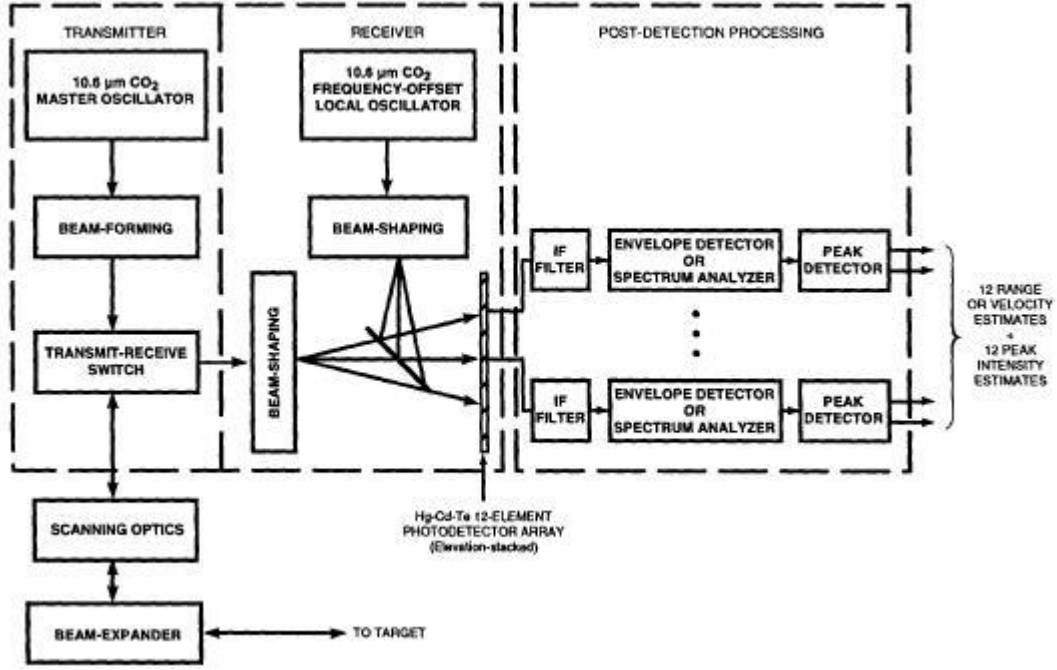 TRANSMITTER
RECEIVER
POST-DETECTION PROCESSING
10.6 µm CO2
MASTER OSCILLATOR
10.6 µm CO2
FREQUENCY-OFFSET
LOCAL OSCILLATOR
BEAM-FORMING
BEAM-SHAPING
TRANSMIT-RECEIVE
SWITCH
BEAM-SHAPING
IF
FILTER
ENVELOPE DETECTOR
OR
SPECTRUM ANALYZER
PEAK
DETECTOR
IF
FILTER
ENVELOPE DETECTOR
OR
SPECTRUM ANALYZER
PEAK
DETECTOR
12 RANGE
OR VELOCITY
ESTIMATES
+
12 PEAK
INTENSITY
ESTIMATES
Hg-Cd-Te 12-ELEMENT
PHOTODETECTOR ARRAY
(Elevation-stacked)
SCANNING OPTICS
BEAM-EXPANDER
TO TARGET